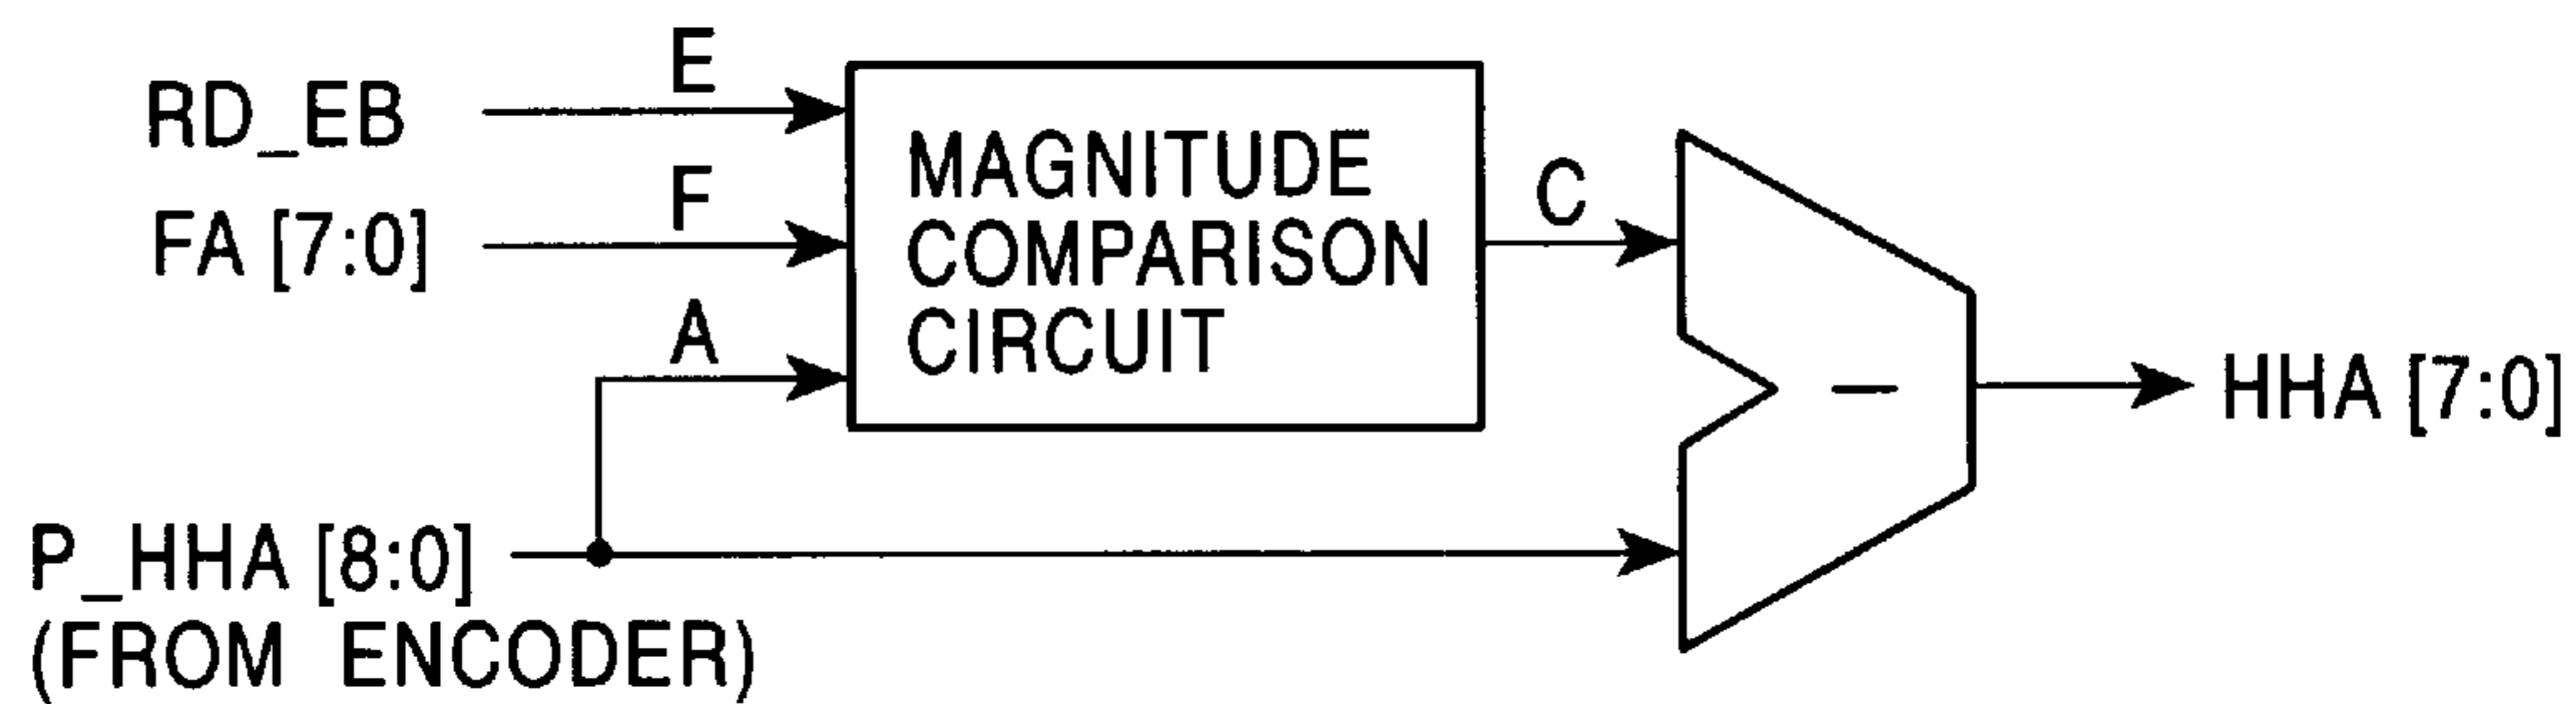 RD_EB
E
FA [7:0]
F
A
MAGNITUDE
COMPARISON
CIRCUIT
C
−
HHA [7:0]
P_HHA [8:0]
(FROM ENCODER)